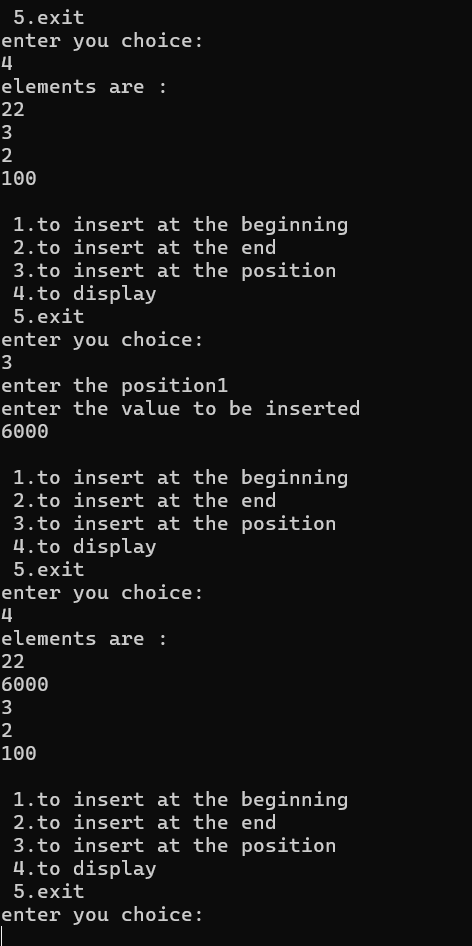 5.exit
enter you choice:
4
elements are :
22
3
2
100
1.to insert at the beginning
2.to insert at the end
3.to insert at the position
4.to display
5.exit
enter you choice:
3
enter the position1
enter the value to be inserted
6000
1.to insert at the beginning
2.to insert at the end
3.to insert at the position
4.to display
5.exit
enter you choice:
4
elements are :
22
6000
3
2
100
1.to insert at the beginning
2.to insert at the end
3.to insert at the position
4.to display
5.exit
enter you choice: